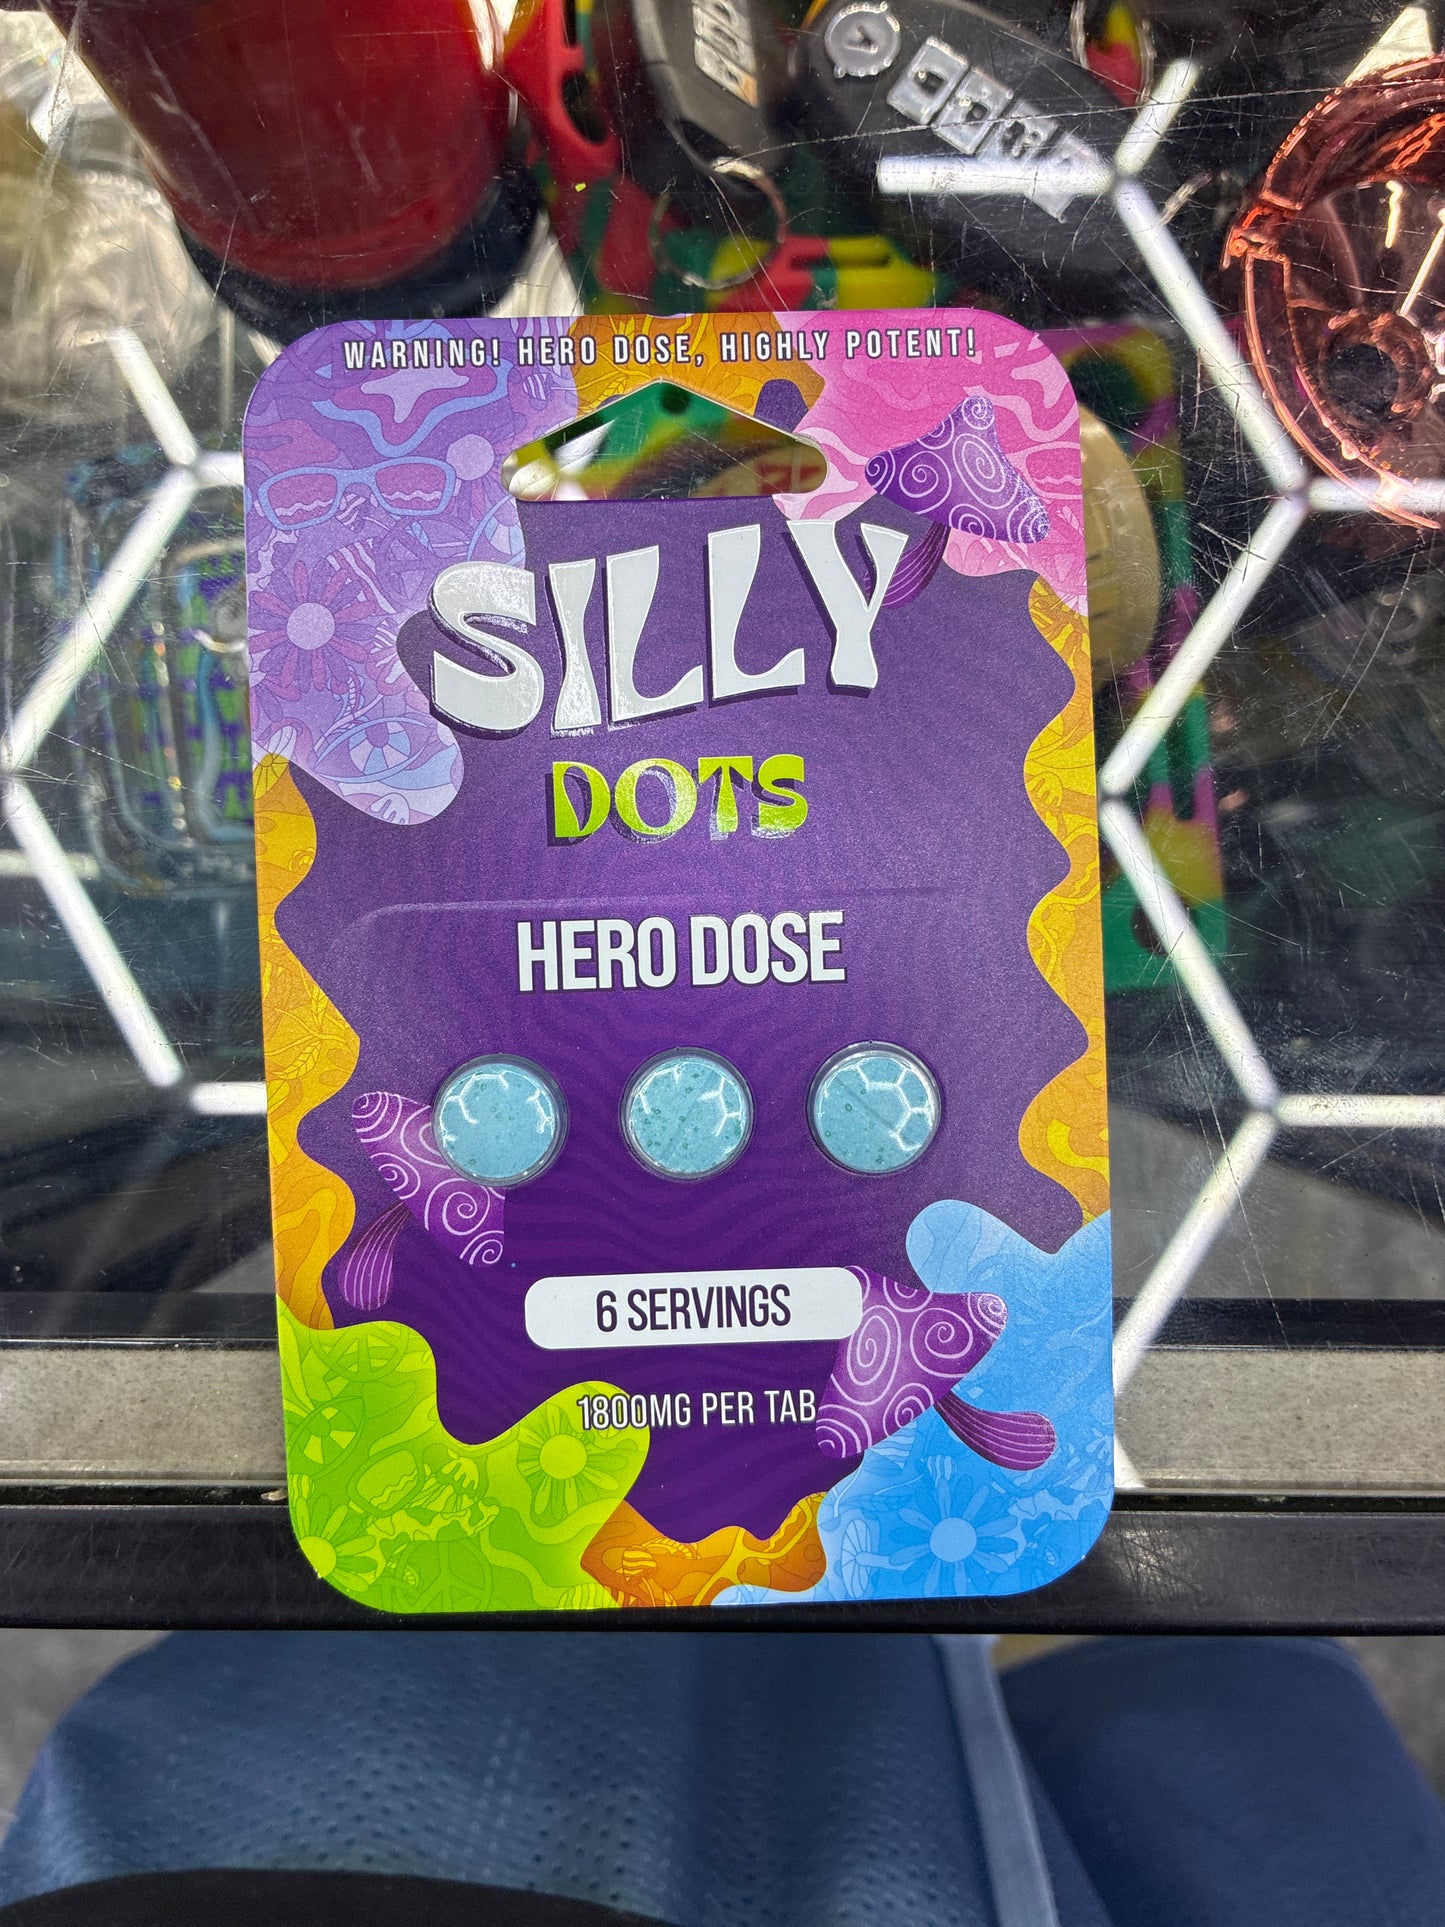 WARNING! HERO DOSE, HIGHLY POTENT!
SILLY
DOTS
HERO DOSE
6 SERVINGS
1800MG PER TAB